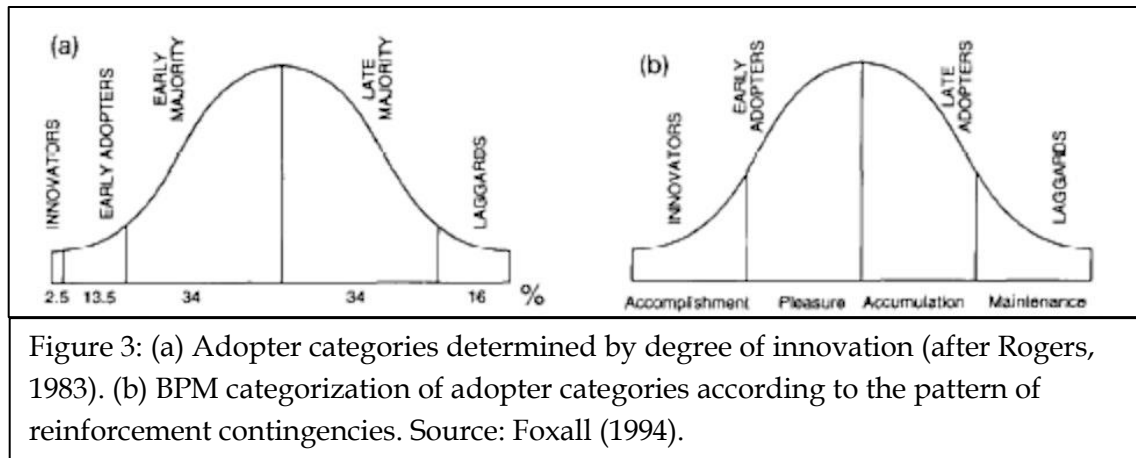 (a)
INNOVATORS
EARLY ADOPTERS
EARLY
MAJORITY
LATE
MAJORITY
LAGGARDS
2.5 13.5 34 34 16 %
(b)
INNOVATORS
EARLY
ADOPTERS
LATE
ADOPTERS
LAGGARDS
Accomplishment Pleasure Accumulation Maintenance
Figure 3: (a) Adopter categories determined by degree of innovation (after Rogers,
1983). (b) BPM categorization of adopter categories according to the pattern of
reinforcement contingencies. Source: Foxall (1994).